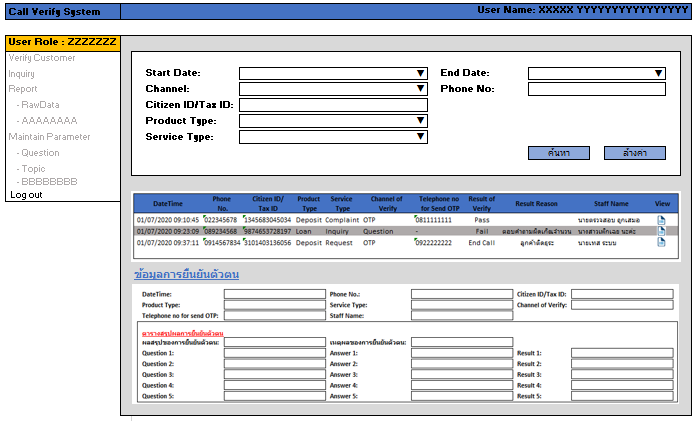 Call Verify System User Name: XXXXX YYYYYYYYYYYYYYYY
User Role : ZZZZZZZ
Verify Customer
Inquiry
Report
- RawData
- AAAAAAAA
Maintain Parameter
- Question
- Topic
- BBBBBBBB
Log out
Start Date: End Date:
Channel: Phone No:
Citizen ID/Tax ID:
Product Type:
Service Type:
ค้นหา ล้างค่า
DateTime Phone No. Citizen ID/ Tax ID Product Type Service Type Channel of Verify Telephone no for Send OTP Result of Verify Result Reason Staff Name View
01/07/2020 09:10:45 022345678 1345683045034 Deposit Complaint OTP 0811111111 Pass นายตรวจสอบ ถูกเสมอ
01/07/2020 09:23:09 089234568 9874653728197 Loan Inquiry Question - Fail ตอบคำถามผิดเกินจำนวน นางสาวเด็กเลย นะค่ะ
01/07/2020 09:37:11 0914567834 3101403136056 Deposit Request OTP 0922222222 End Call ลูกค้าติดธุระ นายเทส ระบบ
ข้อมูลการยืนยันตัวตน
DateTime: Phone No.: Citizen ID/Tax ID:
Product Type: Service Type: Channel of Verify:
Telephone no for send OTP: Staff Name:
ตารางสรุปผลการยืนยันตัวตน
ผลสรุปของการยืนยันตัวตน: เหตุผลของการยืนยันตัวตน:
Question 1: Answer 1: Result 1:
Question 2: Answer 2: Result 2:
Question 3: Answer 3: Result 3:
Question 4: Answer 4: Result 4:
Question 5: Answer 5: Result 5: